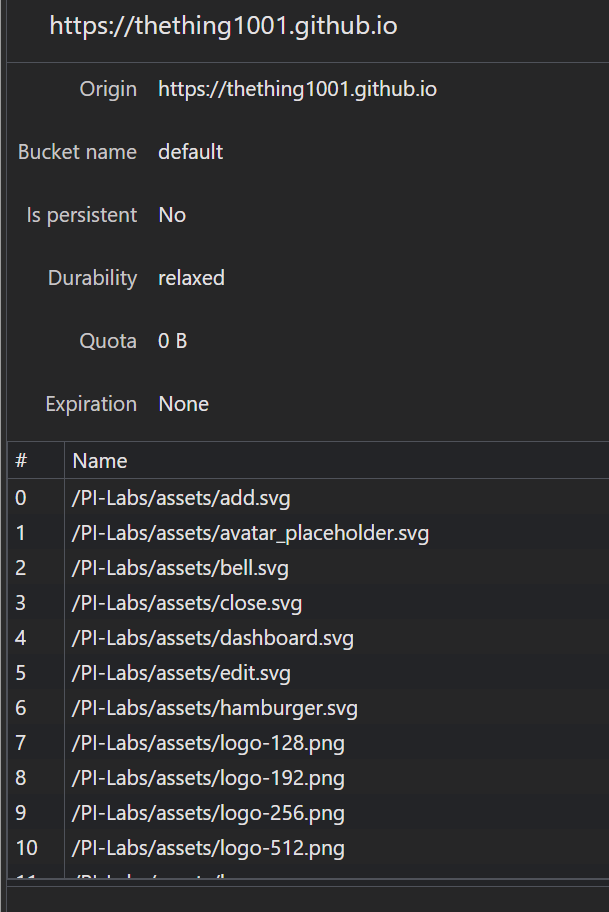 https://thething1001.github.io
Origin https://thething1001.github.io
Bucket name default
Is persistent No
Durability relaxed
Quota 0 B
Expiration None
# Name
0 /PI-Labs/assets/add.svg
1 /PI-Labs/assets/avatar_placeholder.svg
2 /PI-Labs/assets/bell.svg
3 /PI-Labs/assets/close.svg
4 /PI-Labs/assets/dashboard.svg
5 /PI-Labs/assets/edit.svg
6 /PI-Labs/assets/hamburger.svg
7 /PI-Labs/assets/logo-128.png
8 /PI-Labs/assets/logo-192.png
9 /PI-Labs/assets/logo-256.png
10 /PI-Labs/assets/logo-512.png